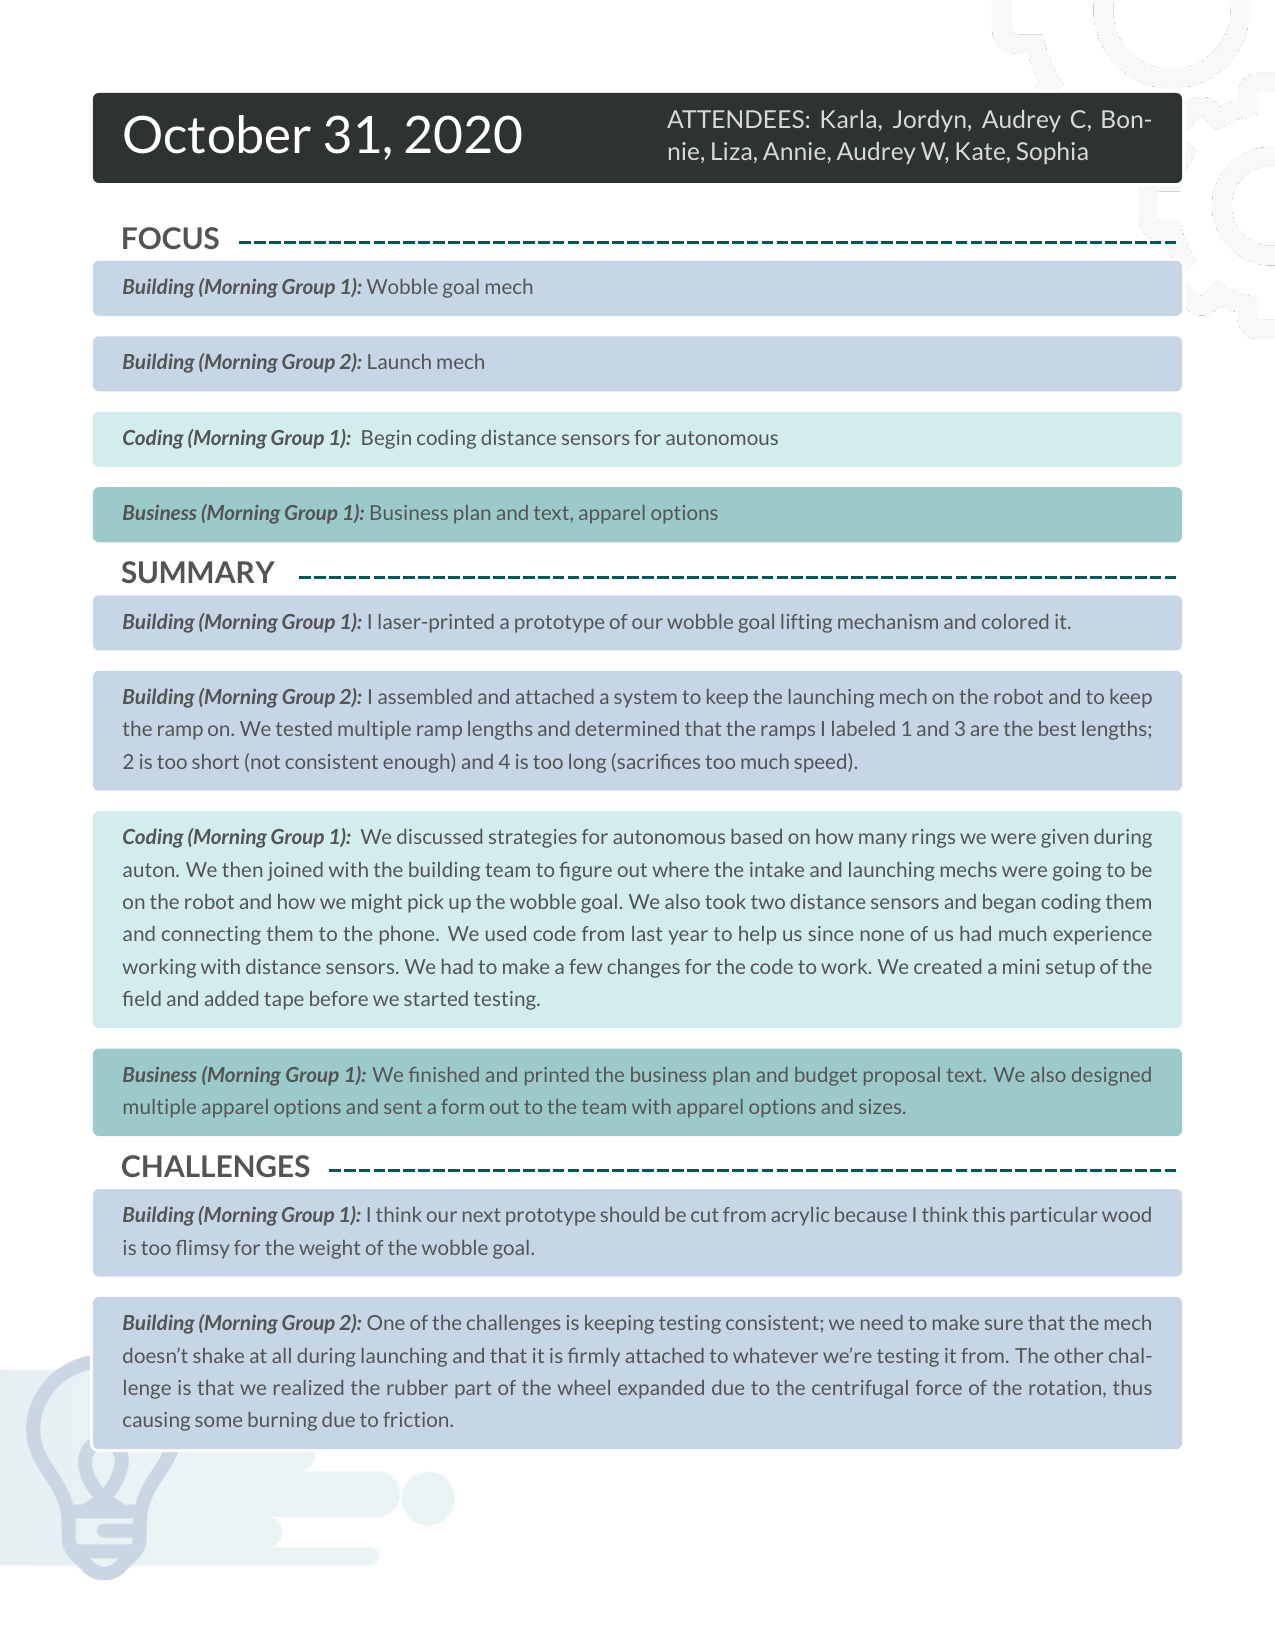 October 31, 2020
ATTENDEES: Karla, Jordyn, Audrey C, Bon-
nie, Liza, Annie, Audrey W, Kate, Sophia
FOCUS
Building (Morning Group 1): Wobble goal mech
Building (Morning Group 2): Launch mech
Coding (Morning Group 1): Begin coding distance sensors for autonomous
Business (Morning Group 1): Business plan and text, apparel options
SUMMARY
Building (Morning Group 1): I laser-printed a prototype of our wobble goal lifting mechanism and colored it.
Building (Morning Group 2): I assembled and attached a system to keep the launching mech on the robot and to keep
the ramp on. We tested multiple ramp lengths and determined that the ramps I labeled 1 and 3 are the best lengths;
2 is too short (not consistent enough) and 4 is too long (sacrifices too much speed).
Coding (Morning Group 1): We discussed strategies for autonomous based on how many rings we were given during
auton. We then joined with the building team to figure out where the intake and launching mechs were going to be
on the robot and how we might pick up the wobble goal. We also took two distance sensors and began coding them
and connecting them to the phone. We used code from last year to help us since none of us had much experience
working with distance sensors. We had to make a few changes for the code to work. We created a mini setup of the
field and added tape before we started testing.
Business (Morning Group 1): We finished and printed the business plan and budget proposal text. We also designed
multiple apparel options and sent a form out to the team with apparel options and sizes.
CHALLENGES
Building (Morning Group 1): I think our next prototype should be cut from acrylic because I think this particular wood
is too flimsy for the weight of the wobble goal.
Building (Morning Group 2): One of the challenges is keeping testing consistent; we need to make sure that the mech
doesn't shake at all during launching and that it is firmly attached to whatever we're testing it from. The other chal-
lenge is that we realized the rubber part of the wheel expanded due to the centrifugal force of the rotation, thus
causing some burning due to friction.